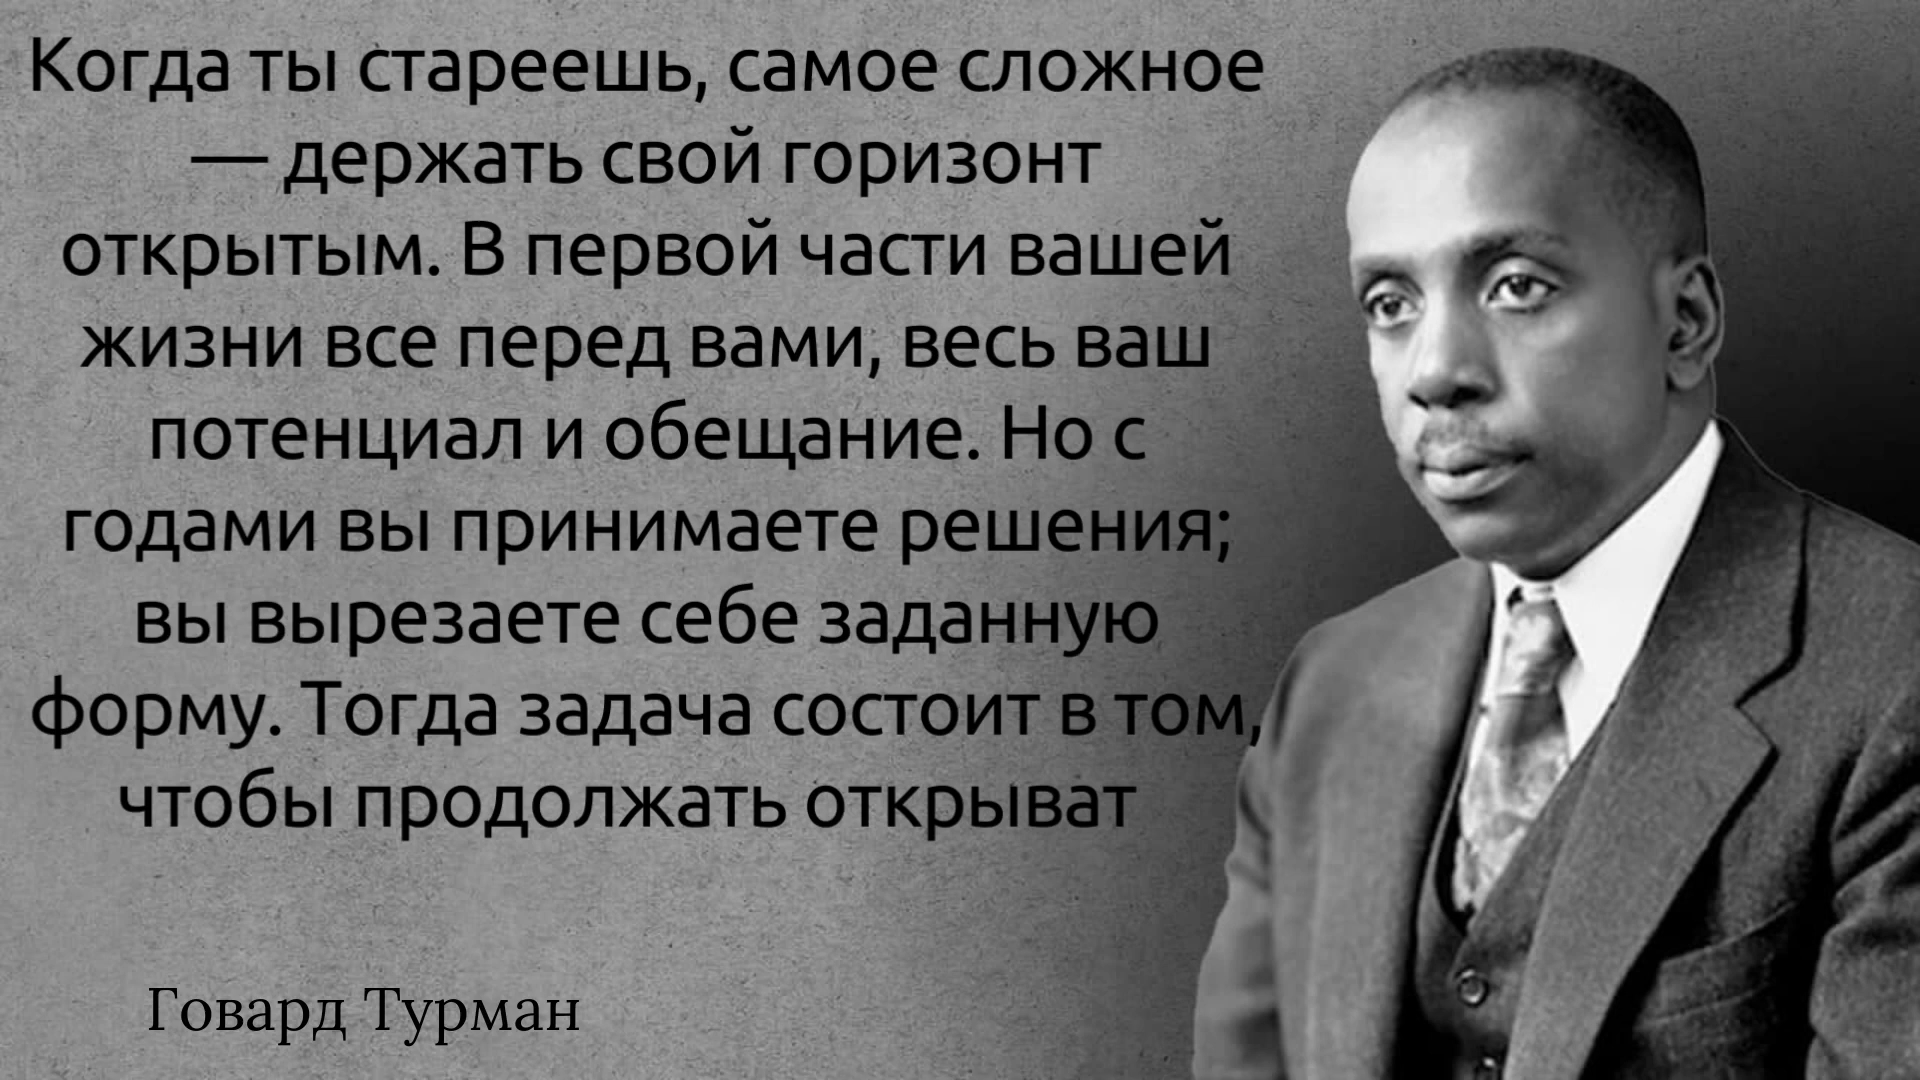 Когда ты стареешь, самое сложное
— держать свой горизонт
открытым. В первой части вашей
жизни все перед вами, весь ваш
потенциал и обещание. Но с
годами вы принимаете решения;
вы вырезаете себе заданную
форму. Тогда задача состоит в том,
чтобы продолжать открыват
Говард Турман